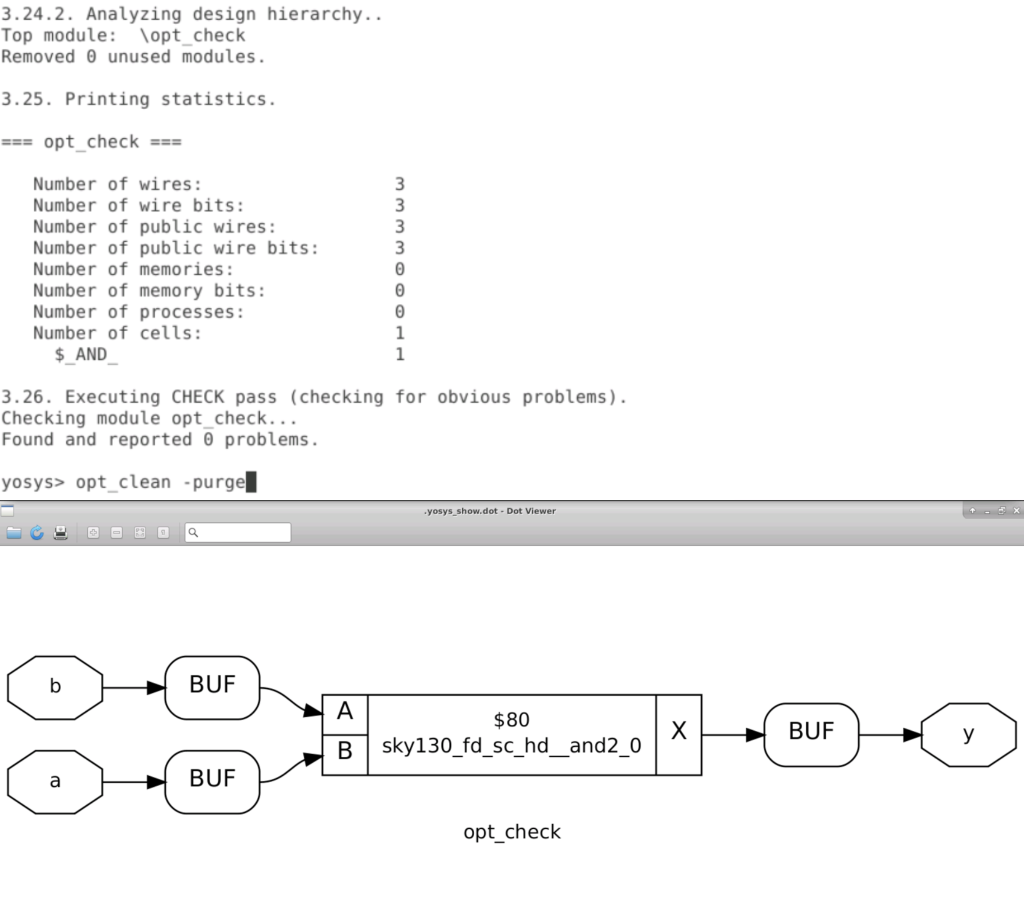 3.24.2. Analyzing design hierarchy..
Top module:  \opt_check
Removed 0 unused modules.
3.25. Printing statistics.
=== opt_check ===
Number of wires: 3
Number of wire bits: 3
Number of public wires: 3
Number of public wire bits: 3
Number of memories: 0
Number of memory bits: 0
Number of processes: 0
Number of cells: 1
$_AND_ 1
3.26. Executing CHECK pass (checking for obvious problems).
Checking module opt_check...
Found and reported 0 problems.
yosys> opt_clean -purge
.yosys_show.dot - Dot Viewer
b
BUF
A
$80
sky130_fd_sc_hd__and2_0
X
BUF
y
a
BUF
B
opt_check